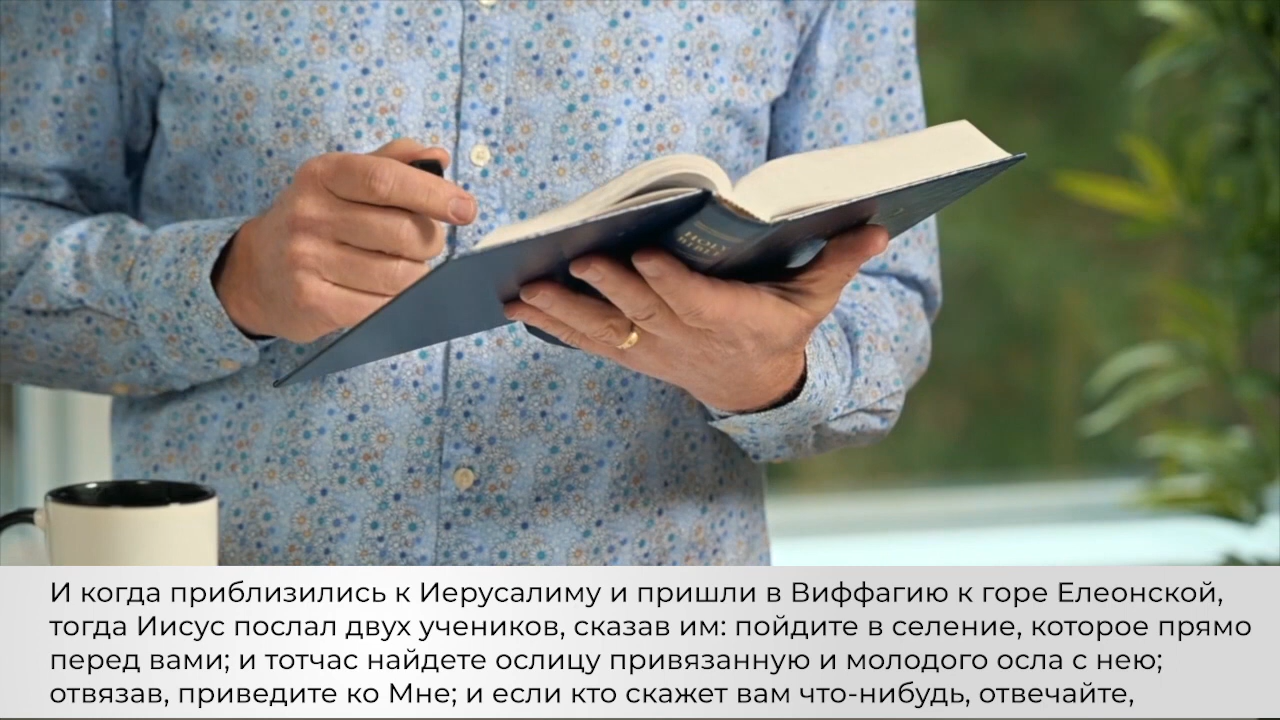 HOLY
BIBLE
И когда приблизились к Иерусалиму и пришли в Виффагию к горе Елеонской,
тогда Иисус послал двух учеников, сказав им: пойдите в селение, которое прямо
перед вами; и тотчас найдете ослицу привязанную и молодого осла с нею;
отвязав, приведите ко Мне; и если кто скажет вам что-нибудь, отвечайте,